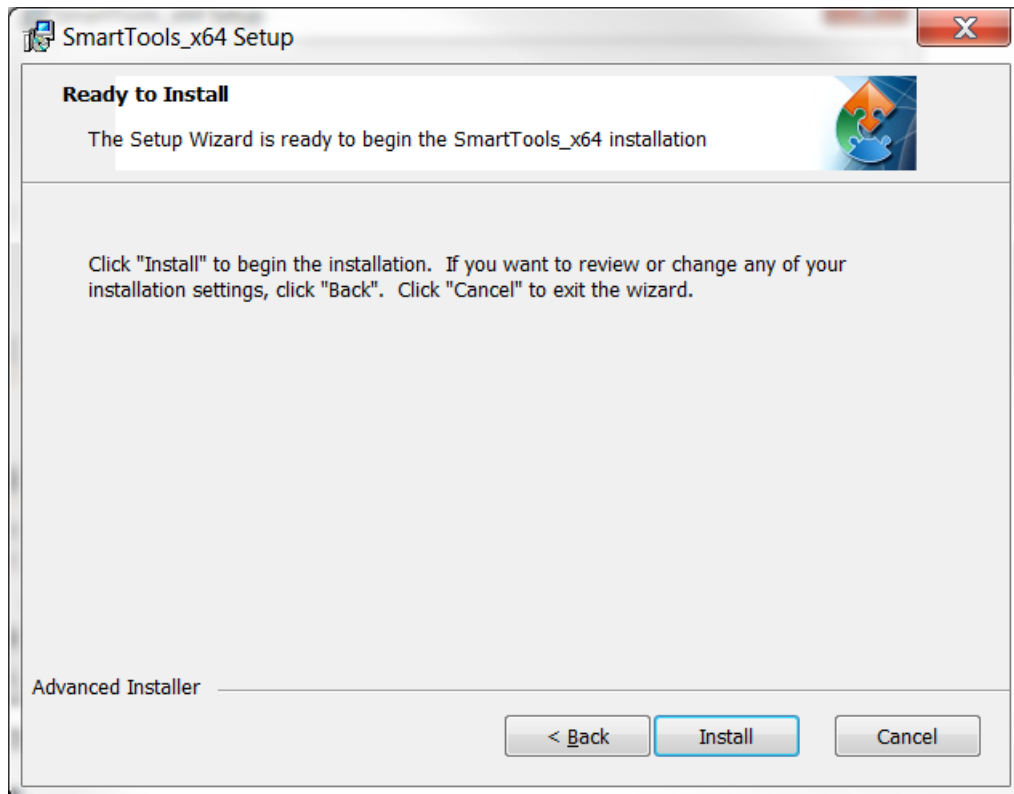 SmartTools_x64 Setup
Ready to Install
The Setup Wizard is ready to begin the SmartTools_x64 installation
Click "Install" to begin the installation.  If you want to review or change any of your
installation settings, click "Back".  Click "Cancel" to exit the wizard.
Advanced Installer
< Back Install Cancel